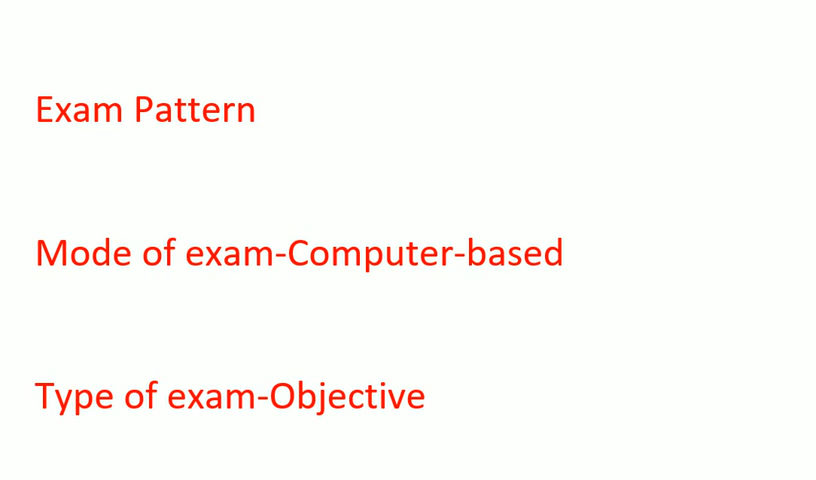 Exam Pattern
Mode of exam-Computer-based
Type of exam-Objective